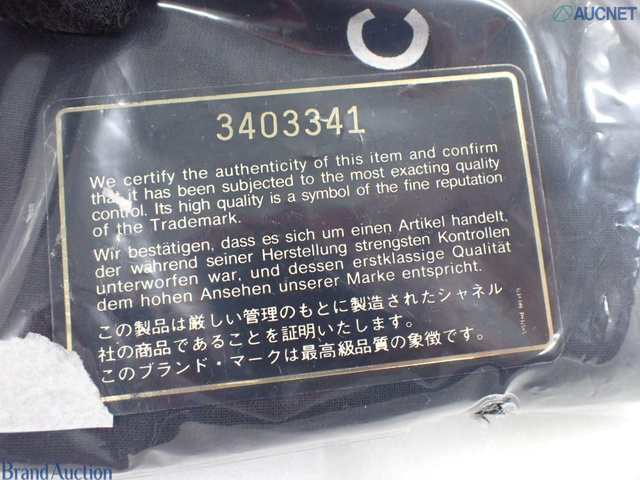 AUCNET
C
3403341
We certify the authenticity of this item and confirm
that it has been subjected to the most exacting quality
control. Its high quality is a symbol of the fine reputation
of the Trademark.
Wir bestätigen, dass es sich um einen Artikel handelt,
der während seiner Herstellung strengsten Kontrollen
unterworfen war, und dessen erstklassige Qualität
dem hohen Ansehen unserer Marke entspricht.
この製品は厳しい管理のもとに製造されたシャネル
社の商品であることを証明いたします。
このブランド・マークは最高級品質の象徴です。
BrandAuction